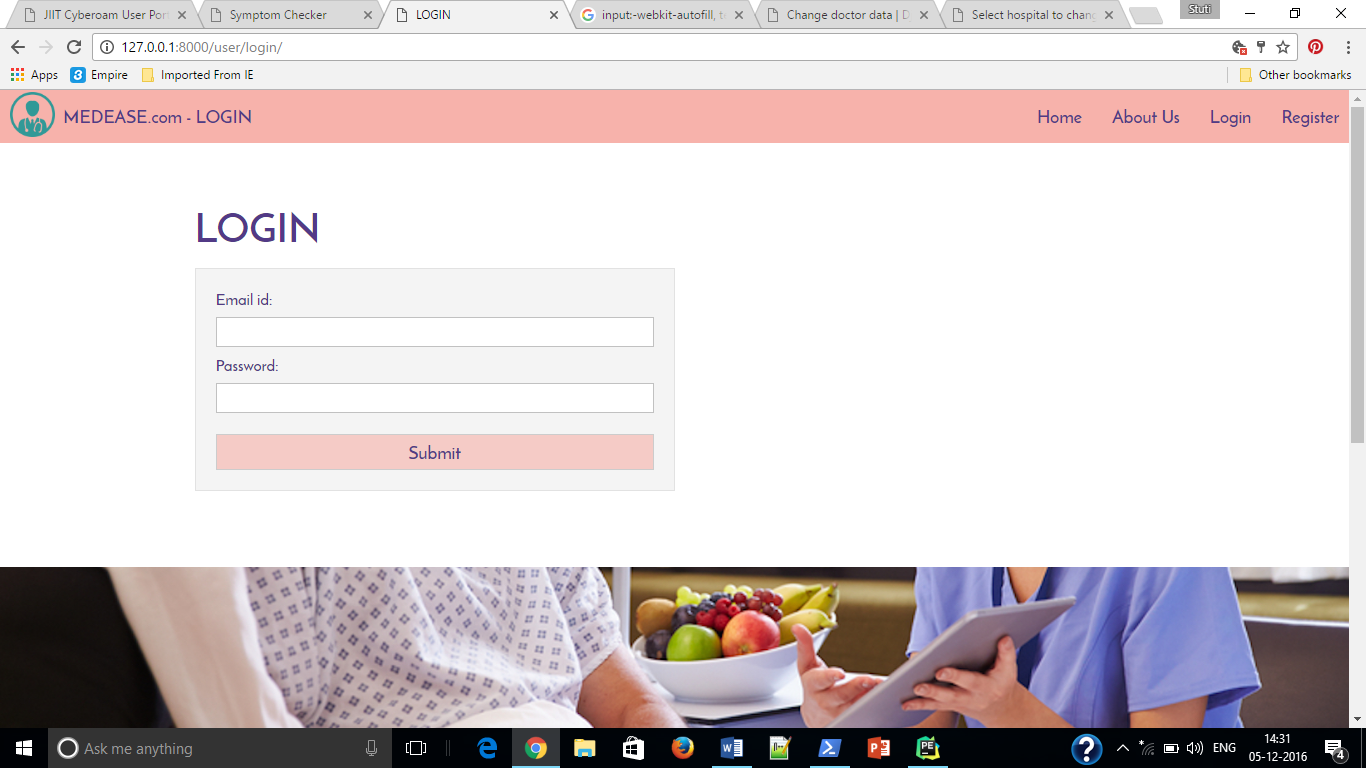 JIIT Cyberoam User Por
Symptom Checker
LOGIN
input:-webkit-autofill, te
Change doctor data | D
Select hospital to chang
Stuti
127.0.0.1:8000/user/login/
Apps
Empire
Imported From IE
Other bookmarks
MEDEASE.com - LOGIN
Home
About Us
Login
Register
LOGIN
Email id:
Password:
Submit
Ask me anything
ENG
14:31
05-12-2016
4